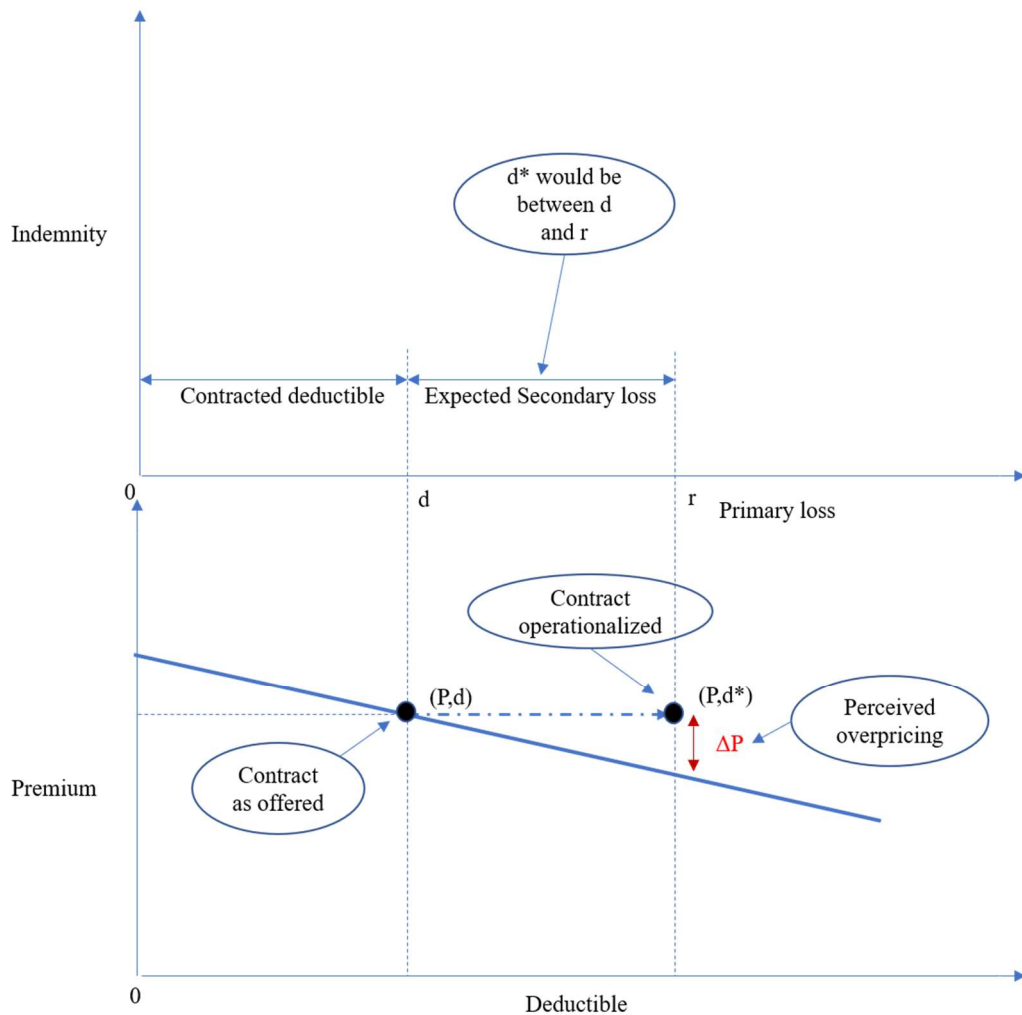 d* would be
between d
and r
Indemnity
Contracted deductible
Expected Secondary loss
0
d
r
Primary loss
Contract
operationalized
(P,d)
(P,d*)
Perceived
overpricing
ΔP
Contract
as offered
Premium
0
Deductible